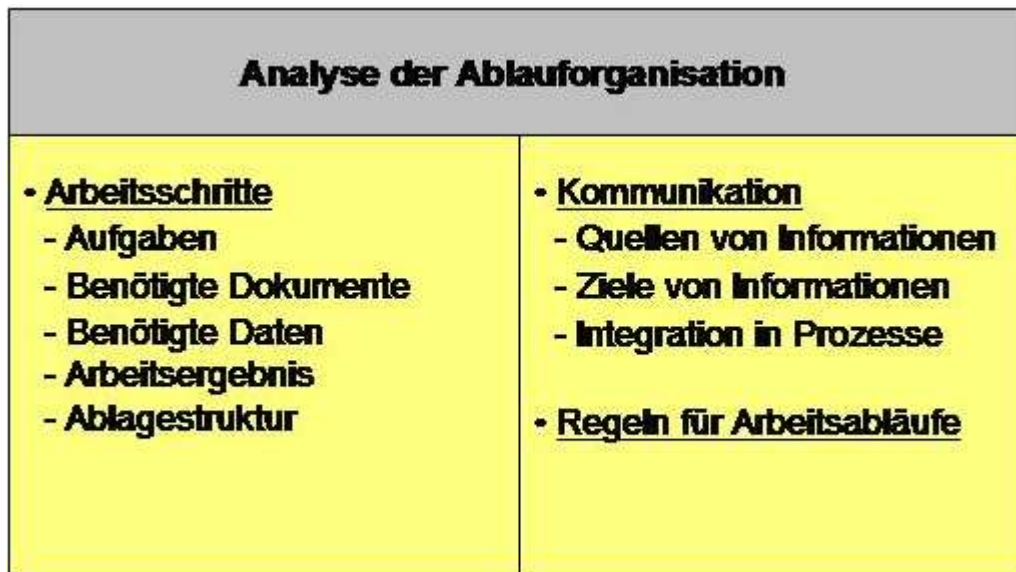 Analyse der Ablauforganisation
• Arbeitsschritte
- Aufgaben
- Benötigte Dokumente
- Benötigte Daten
- Arbeitsergebnis
- Ablagestruktur
• Kommunikation
- Quellen von Informationen
- Ziele von Informationen
- Integration in Prozesse
• Regeln für Arbeitsabläufe